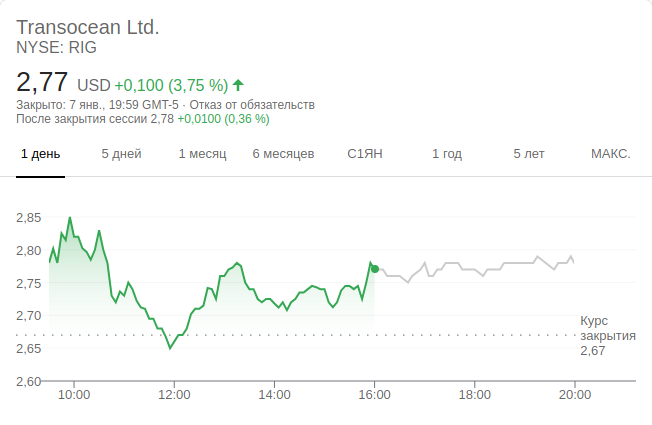 Transocean Ltd.
NYSE: RIG
2,77 USD +0,100 (3,75 %)
Закрыто: 7 янв., 19:59 GMT-5 · Отказ от обязательств
После закрытия сессии 2,78 +0,0100 (0,36 %)
1 день 5 дней 1 месяц 6 месяцев С1ЯН 1 год 5 лет МАКС.
2,85
2,80
2,75
2,70
2,65
2,60
Курс
закрытия
2,67
10:00 12:00 14:00 16:00 18:00 20:00